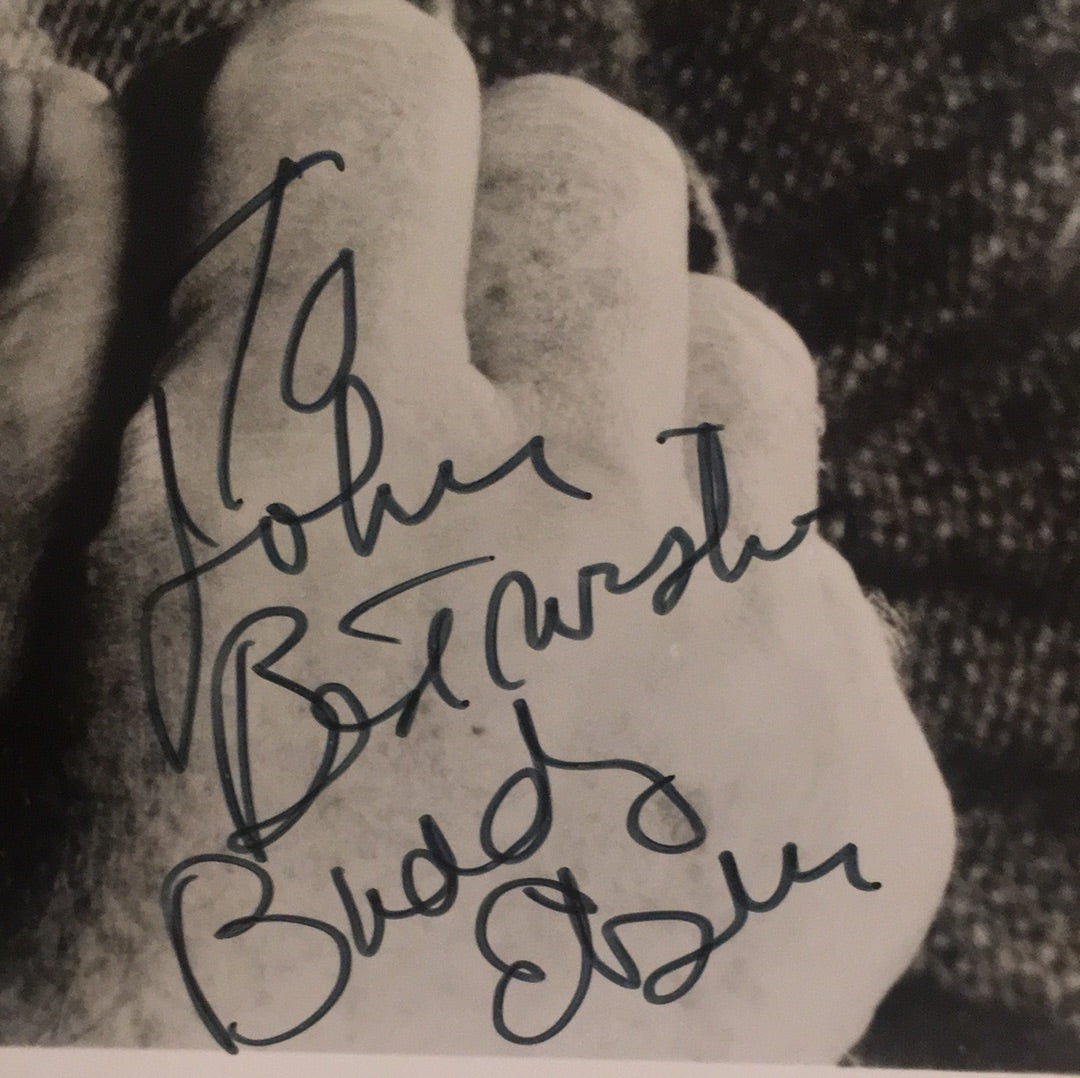 To
John
Best Wishes
Buddy
Ebsen